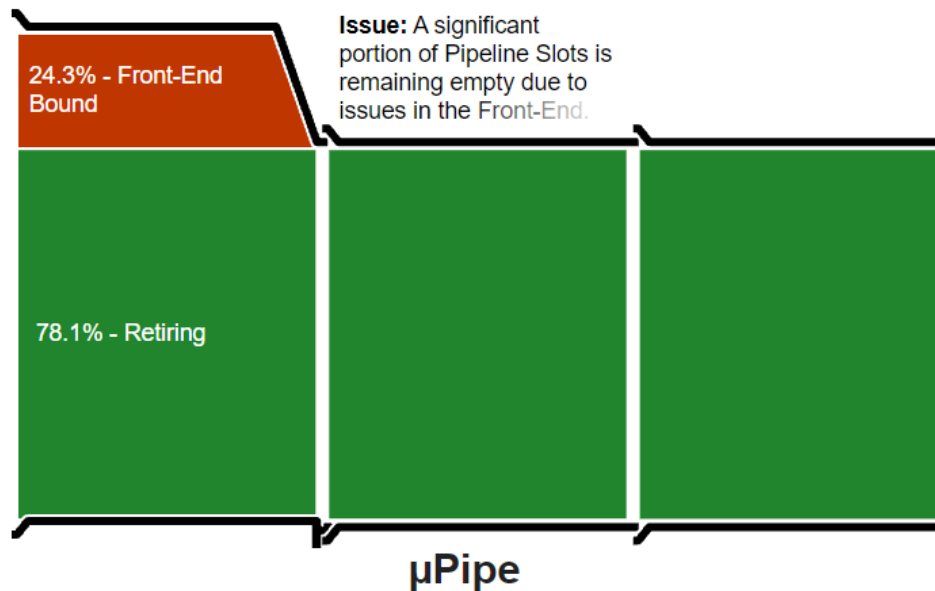 24.3% - Front-End
Bound
Issue: A significant
portion of Pipeline Slots is
remaining empty due to
issues in the Front-End.
78.1% - Retiring
µPipe